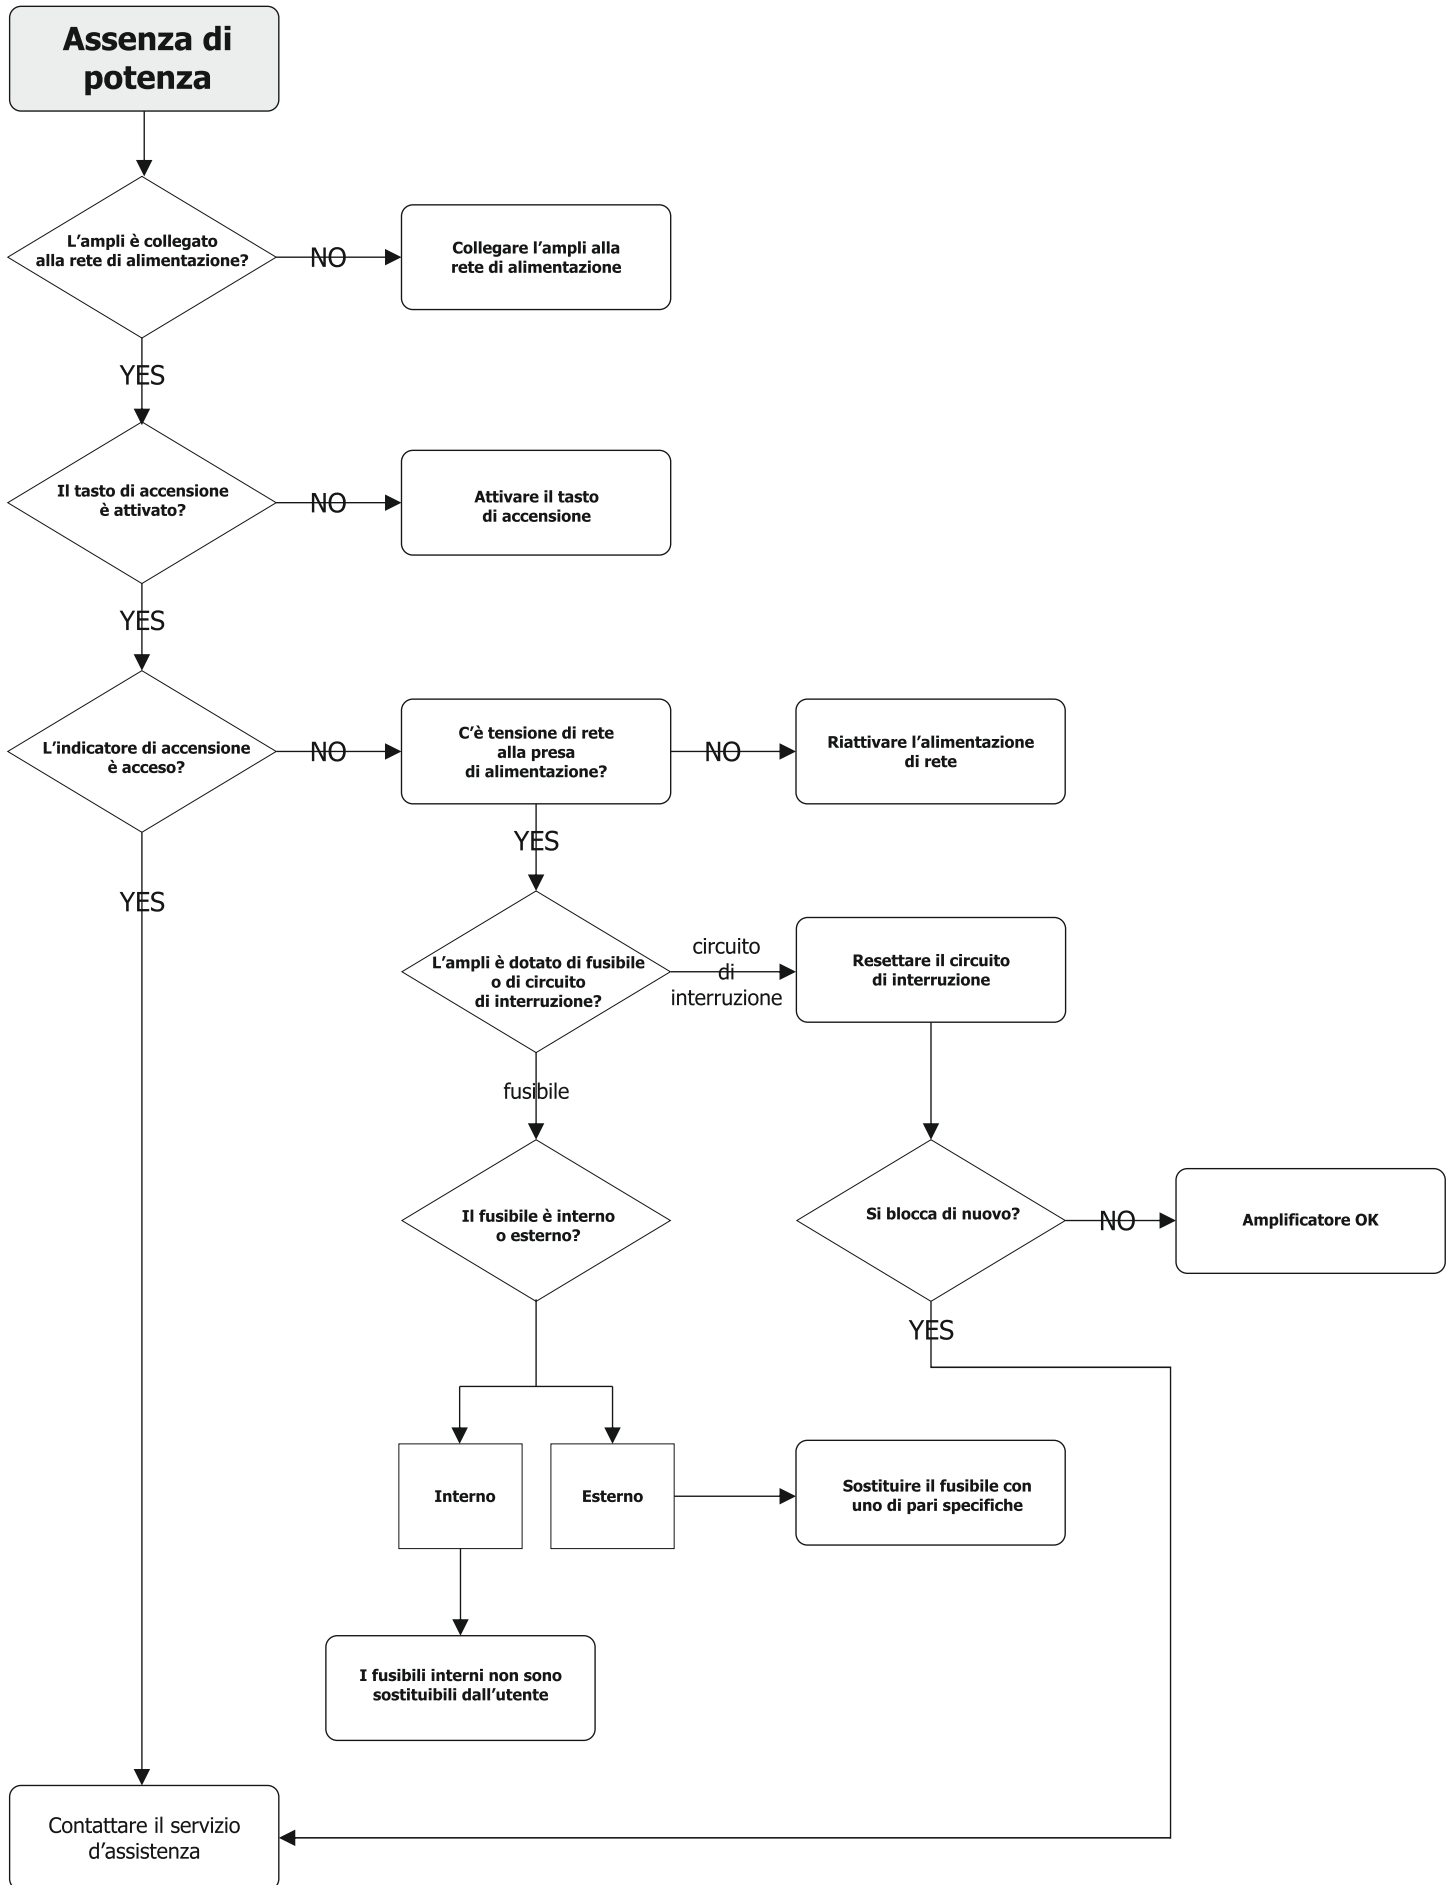 Assenza di
potenza
L’ampli è collegato
alla rete di alimentazione?
NO
Collegare l’ampli alla
rete di alimentazione
YES
Il tasto di accensione
è attivato?
NO
Attivare il tasto
di accensione
YES
L’indicatore di accensione
è acceso?
NO
C’è tensione di rete
alla presa
di alimentazione?
NO
Riattivare l’alimentazione
di rete
YES
YES
L’ampli è dotato di fusibile
o di circuito
di interruzione?
circuito
di
interruzione
Resettare il circuito
di interruzione
fusibile
Il fusibile è interno
o esterno?
Si blocca di nuovo?
NO
Amplificatore OK
YES
Interno
Esterno
Sostituire il fusibile con
uno di pari specifiche
I fusibili interni non sono
sostituibili dall’utente
Contattare il servizio
d’assistenza